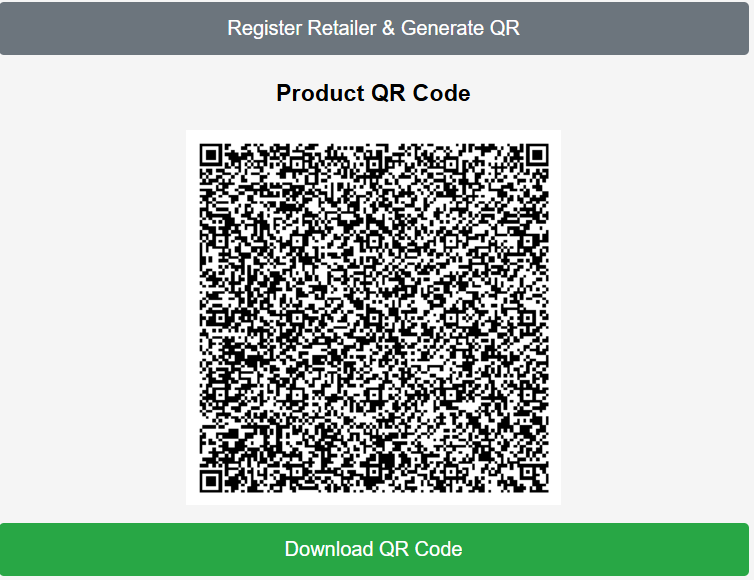 Register Retailer & Generate QR
Product QR Code
Download QR Code